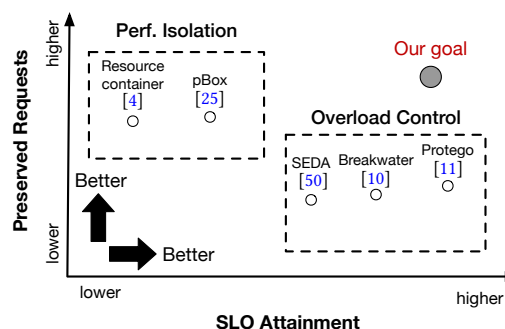 Preserved Requests
higher
lower
Perf. Isolation
Resource
container
[4]
pBox
[25]
Our goal
Overload Control
SEDA
[50]
Breakwater
[10]
Protego
[11]
Better
Better
lower
higher
SLO Attainment